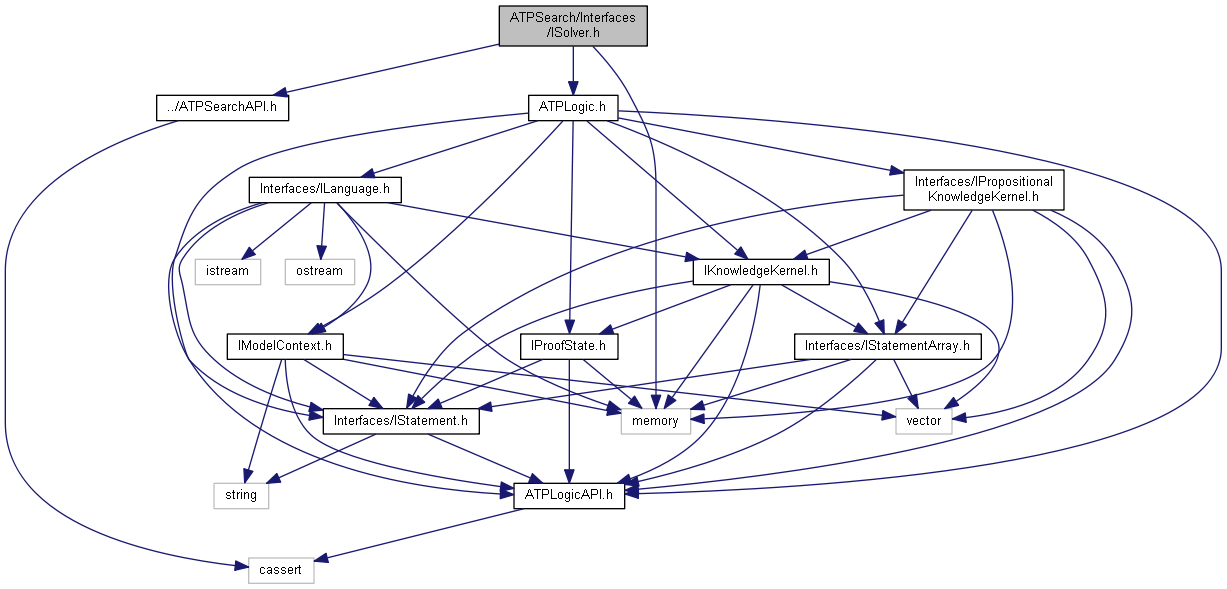 ATPSearch/Interfaces
/ISolver.h
../ATPSearchAPI.h
ATPLogic.h
Interfaces/ILanguage.h
Interfaces/IPropositional
KnowledgeKernel.h
istream
ostream
IKnowledgeKernel.h
IModelContext.h
IProofState.h
Interfaces/IStatementArray.h
Interfaces/IStatement.h
memory
vector
string
ATPLogicAPI.h
cassert